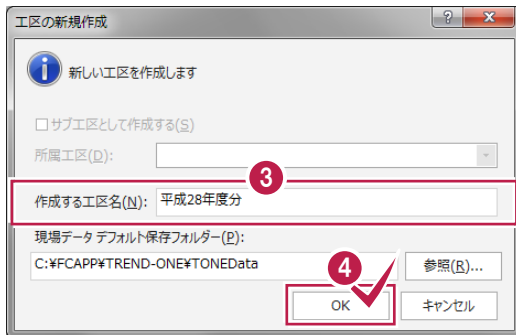 工区の新規作成
新しい工区を作成します
サブ工区として作成する(S)
所属工区(D):
3
作成する工区名(N): 平成28年度分
現場データ デフォルト保存フォルダー(P):
C:¥FCAPP¥TREND-ONE¥TONEData 参照(R)...
4
OK キャンセル